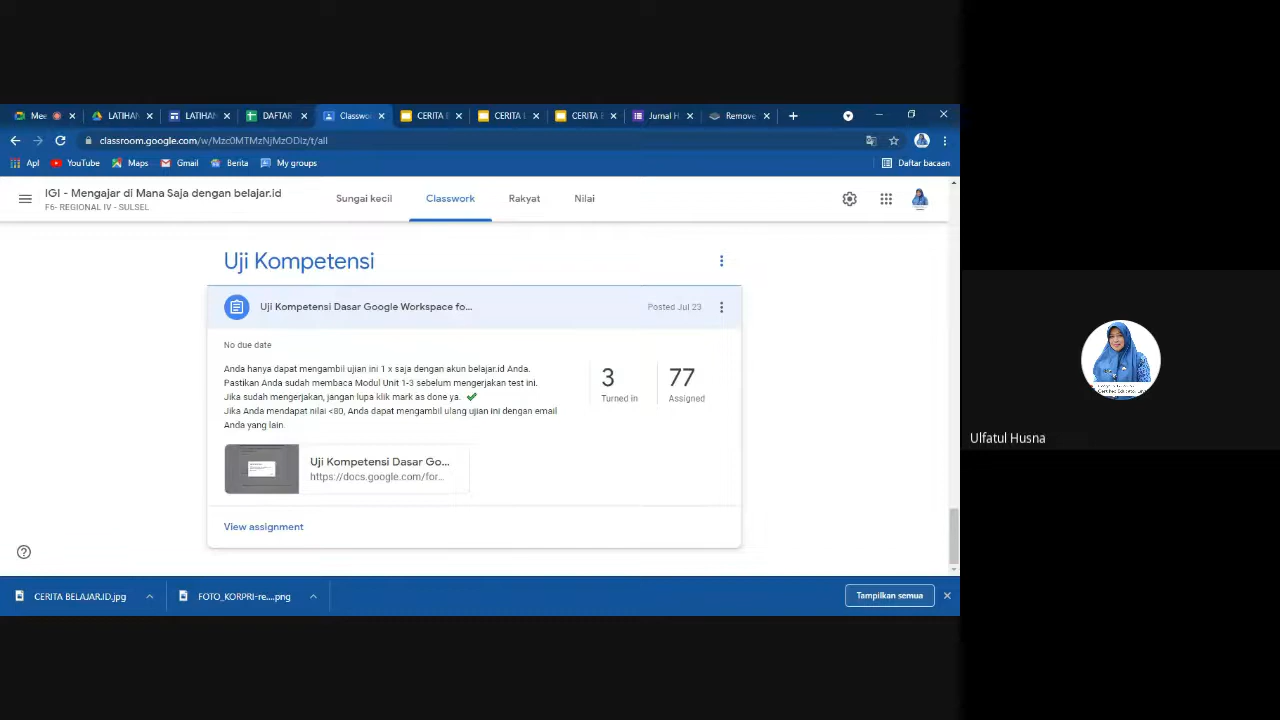 Mee
LATIHAN
LATIHAN
DAFTAR
Classwo
CERITA B
CERITA B
Jurnal H
Remove
classroom.google.com/w/Mzc0MTMzNjMzODIz/t/all
Apl
YouTube
Maps
Gmail
Berita
My groups
Daftar bacaan
IGI - Mengajar di Mana Saja dengan belajar.id
F6- REGIONAL IV - SULSEL
Sungai kecil
Classwork
Rakyat
Nilai
Uji Kompetensi
Uji Kompetensi Dasar Google Workspace fo...
Posted Jul 23
No due date
Anda hanya dapat mengambil ujian ini 1 x saja dengan akun belajar.id Anda.
Pastikan Anda sudah membaca Modul Unit 1-3 sebelum mengerjakan test ini.
Jika sudah mengerjakan, jangan lupa klik mark as done ya. ✔
Jika Anda mendapat nilai <80, Anda dapat mengambil ulang ujian ini dengan email
Anda yang lain.
3
Turned in
77
Assigned
Uji Kompetensi Dasar Go...
https://docs.google.com/for...
View assignment
CERITA BELAJAR.ID.jpg
FOTO_KORPRI-re....png
Tampilkan semua
Ulfatul Husna